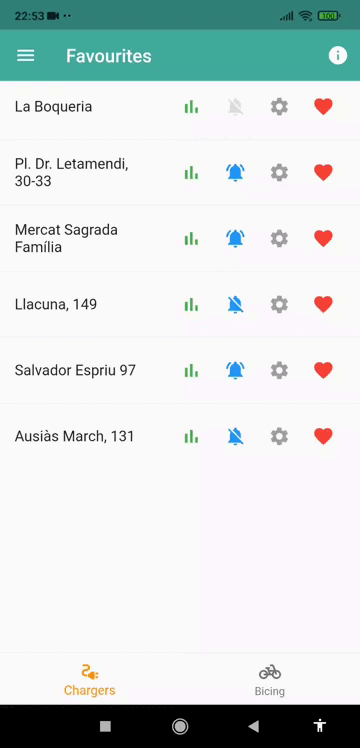 22:53
100
Favourites
La Boqueria
Pl. Dr. Letamendi,
30-33
Mercat Sagrada
Família
Llacuna, 149
Salvador Espriu 97
Ausiàs March, 131
Chargers
Bicing